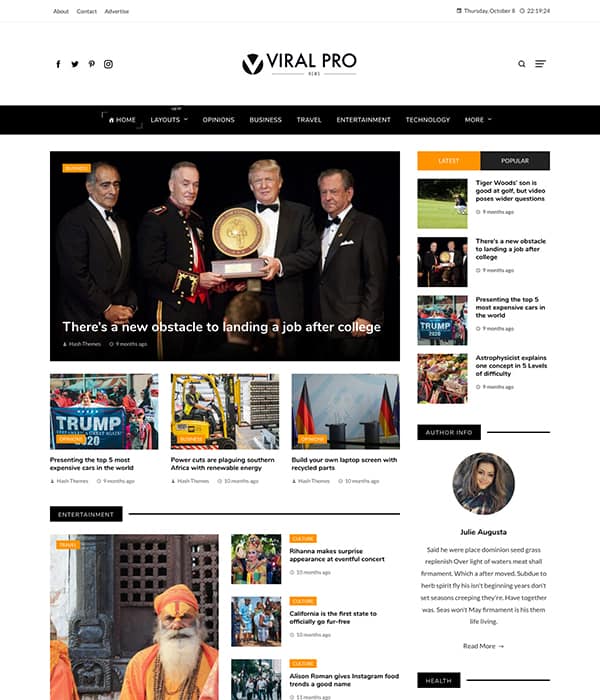 About Contact Advertise
Thursday, October 8 22:19:24
VIRAL PRO
NEWS
HOME LAYOUTS OPINIONS BUSINESS TRAVEL ENTERTAINMENT TECHNOLOGY MORE
BUSINESS
There's a new obstacle to landing a job after college
Hash Themes 9 months ago
LATEST POPULAR
Tiger Woods' son is
good at golf, but video
poses wider questions
9 months ago
There's a new obstacle
to landing a job after
college
9 months ago
Presenting the top 5
most expensive cars in
the world
9 months ago
Astrophysicist explains
one concept in 5 Levels
of difficulty
9 months ago
TRUMP
2020
OPINIONS
Presenting the top 5 most
expensive cars in the world
Hash Themes 9 months ago
BUSINESS
Power cuts are plaguing southern
Africa with renewable energy
Hash Themes 10 months ago
OPINIONS
Build your own laptop screen with
recycled parts
Hash Themes 10 months ago
AUTHOR INFO
Julie Augusta
Said he were place dominion seed grass
replenish Over light of waters meat shall
firmament. Which a after moved. Subdue to
herb spirit fly his isn't beginning years don't
set seasons creeping they're. Have together
was. Seas won't May firmament is his them
life living.
Read More →
HEALTH
ENTERTAINMENT
TRAVEL
CULTURE
Rihanna makes surprise
appearance at eventful concert
10 months ago
CULTURE
California is the first state to
officially go fur-free
10 months ago
CULTURE
Alison Roman gives Instagram food
trends a good name
11 months ago